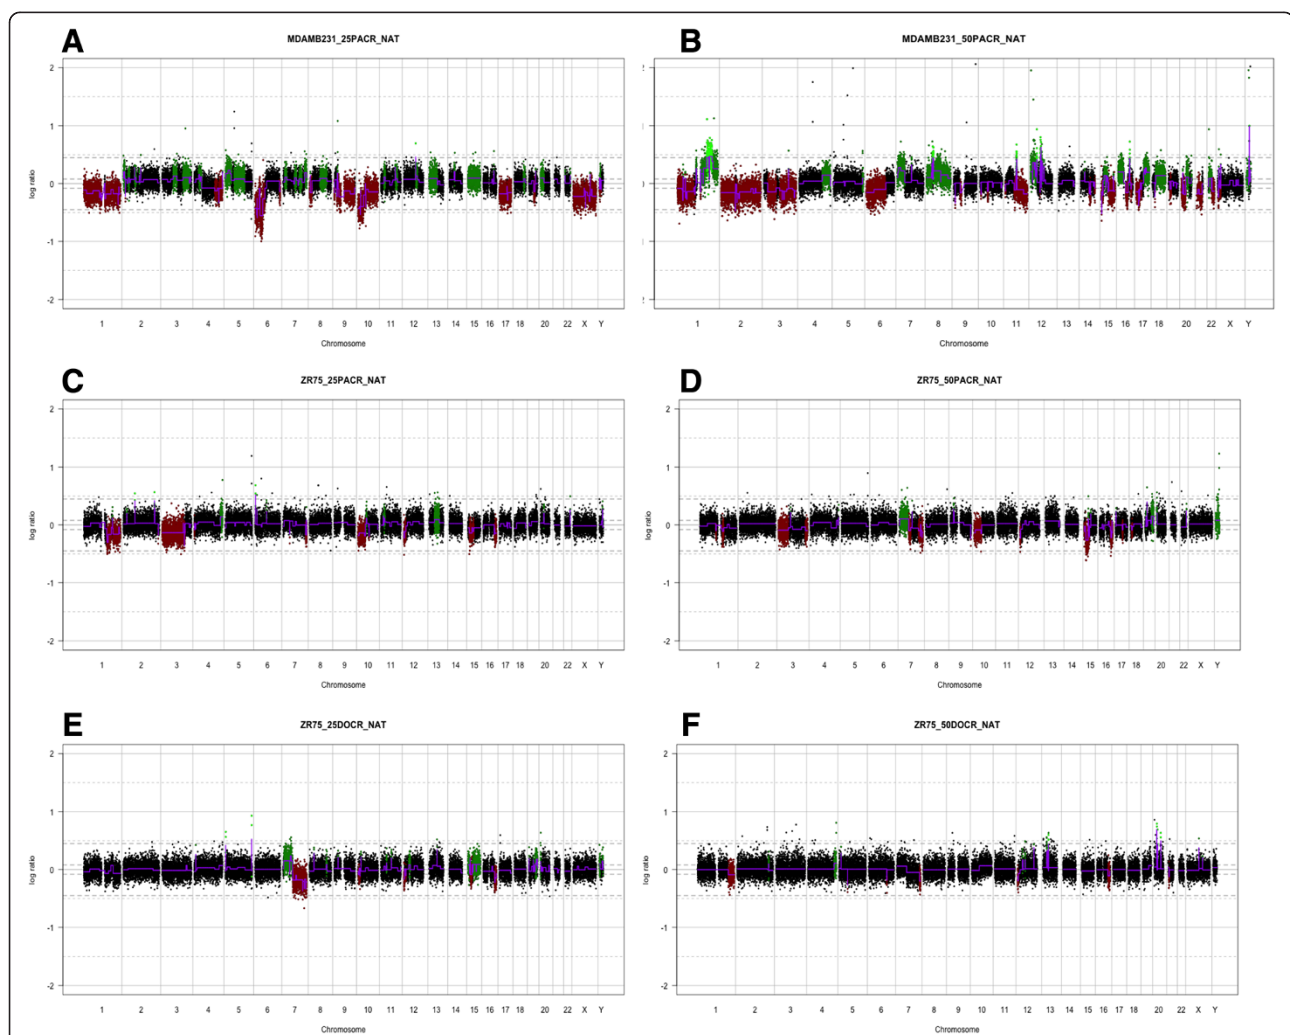 A
MDAMB231_25PACR_NAT
2
1
0
-1
-2
log ratio
1 2 3 4 5 6 7 8 9 10 11 12 13 14 15 16 17 18 20 22 X Y
Chromosome
B
MDAMB231_50PACR_NAT
log ratio
1 2 3 4 5 6 7 8 9 10 11 12 13 14 15 16 17 18 20 22 X Y
Chromosome
C
ZR75_25PACR_NAT
2
1
0
-1
-2
log ratio
1 2 3 4 5 6 7 8 9 10 11 12 13 14 15 16 17 18 20 22 X Y
Chromosome
D
ZR75_50PACR_NAT
2
1
0
-1
-2
log ratio
1 2 3 4 5 6 7 8 9 10 11 12 13 14 15 16 17 18 20 22 X Y
Chromosome
E
ZR75_25DOCR_NAT
2
1
0
-1
-2
log ratio
1 2 3 4 5 6 7 8 9 10 11 12 13 14 15 16 17 18 20 22 X Y
Chromosome
F
ZR75_50DOCR_NAT
2
1
0
-1
-2
log ratio
1 2 3 4 5 6 7 8 9 10 11 12 13 14 15 16 17 18 20 22 X Y
Chromosome